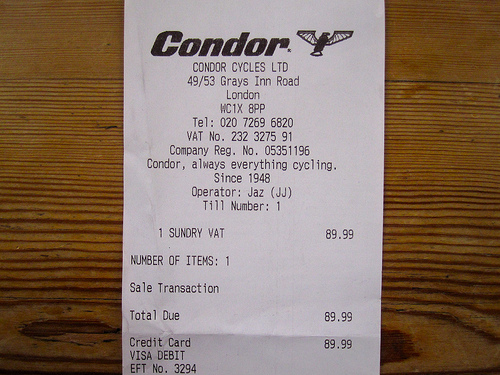 Condor
CONDOR CYCLES LTD
49/53 Grays Inn Road
London
WC1X 8PP
Tel: 020 7269 6820
VAT No. 232 3275 91
Company Reg. No. 05351196
Condor, always everything cycling.
Since 1948
Operator: Jaz (JJ)
Till Number: 1
1 SUNDRY VAT 89.99
NUMBER OF ITEMS: 1
Sale Transaction
Total Due 89.99
Credit Card 89.99
VISA DEBIT
EFT No. 3294